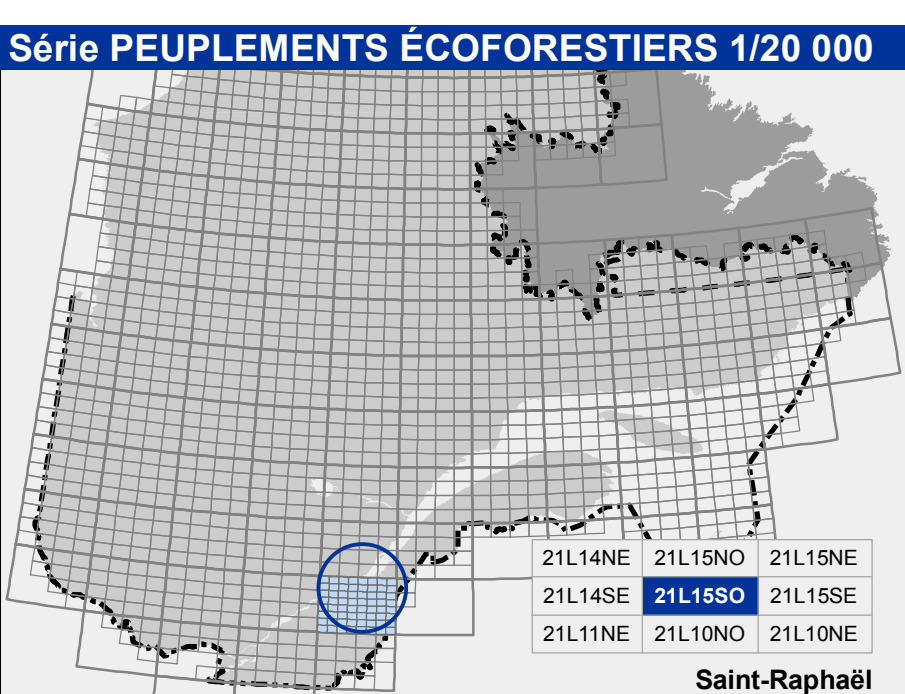 Série PEUPLEMENTS ÉCOFORESTIERS 1/20 000
21L14NE 21L15NO 21L15NE
21L14SE 21L15SO 21L15SE
21L11NE 21L10NO 21L10NE
Saint-Raphaël